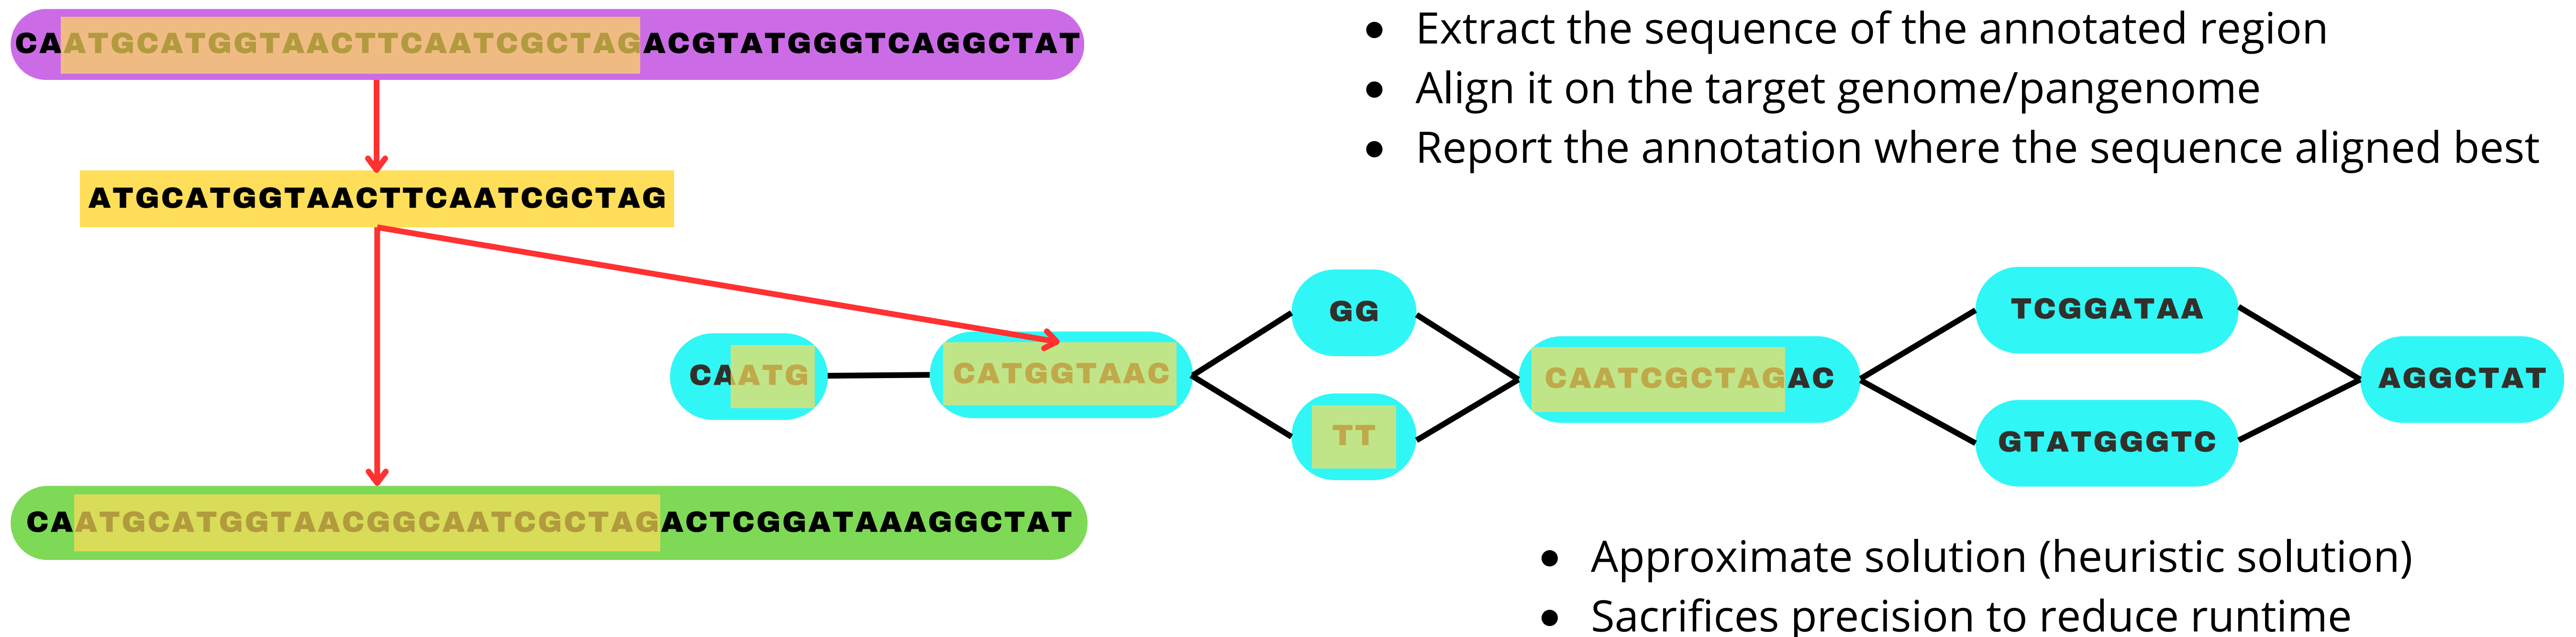 CAATGCATGGTAACTTCAATCGCTAGACGTATGGGTCAGGCTAT
• Extract the sequence of the annotated region
• Align it on the target genome/pangenome
• Report the annotation where the sequence aligned best
ATGCATGGTAACTTCAATCGCTAG
CAATG
CATGGTAAC
GG
TT
CAATCGCTAGAC
TCGGATAA
GTATGGGTC
AGGCTAT
CAATGCATGGTAACGGCAATCGCTAGACTCGGATAAAGGCTAT
• Approximate solution (heuristic solution)
• Sacrifices precision to reduce runtime